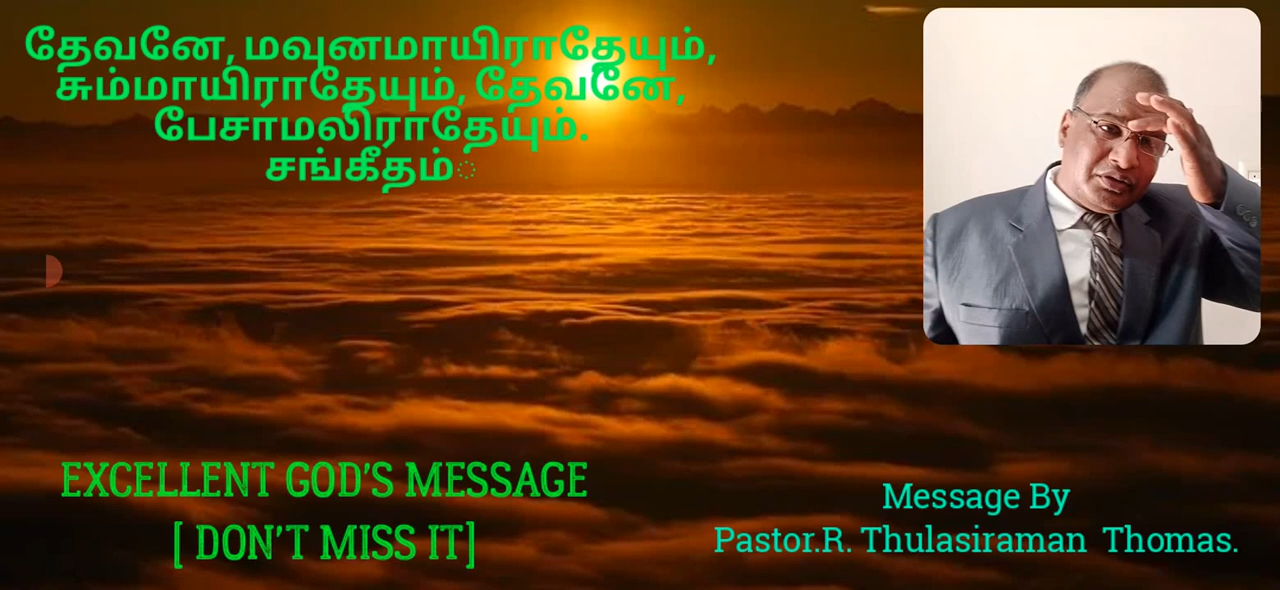 தேவனே, மவுனமாயிராதேயும்,
சும்மாயிராதேயும், தேவனே,
பேசாமலிராதேயும்.
சங்கீதம்
EXCELLENT GOD'S MESSAGE
[ DON'T MISS IT]
Message By
Pastor.R. Thulasiraman Thomas.